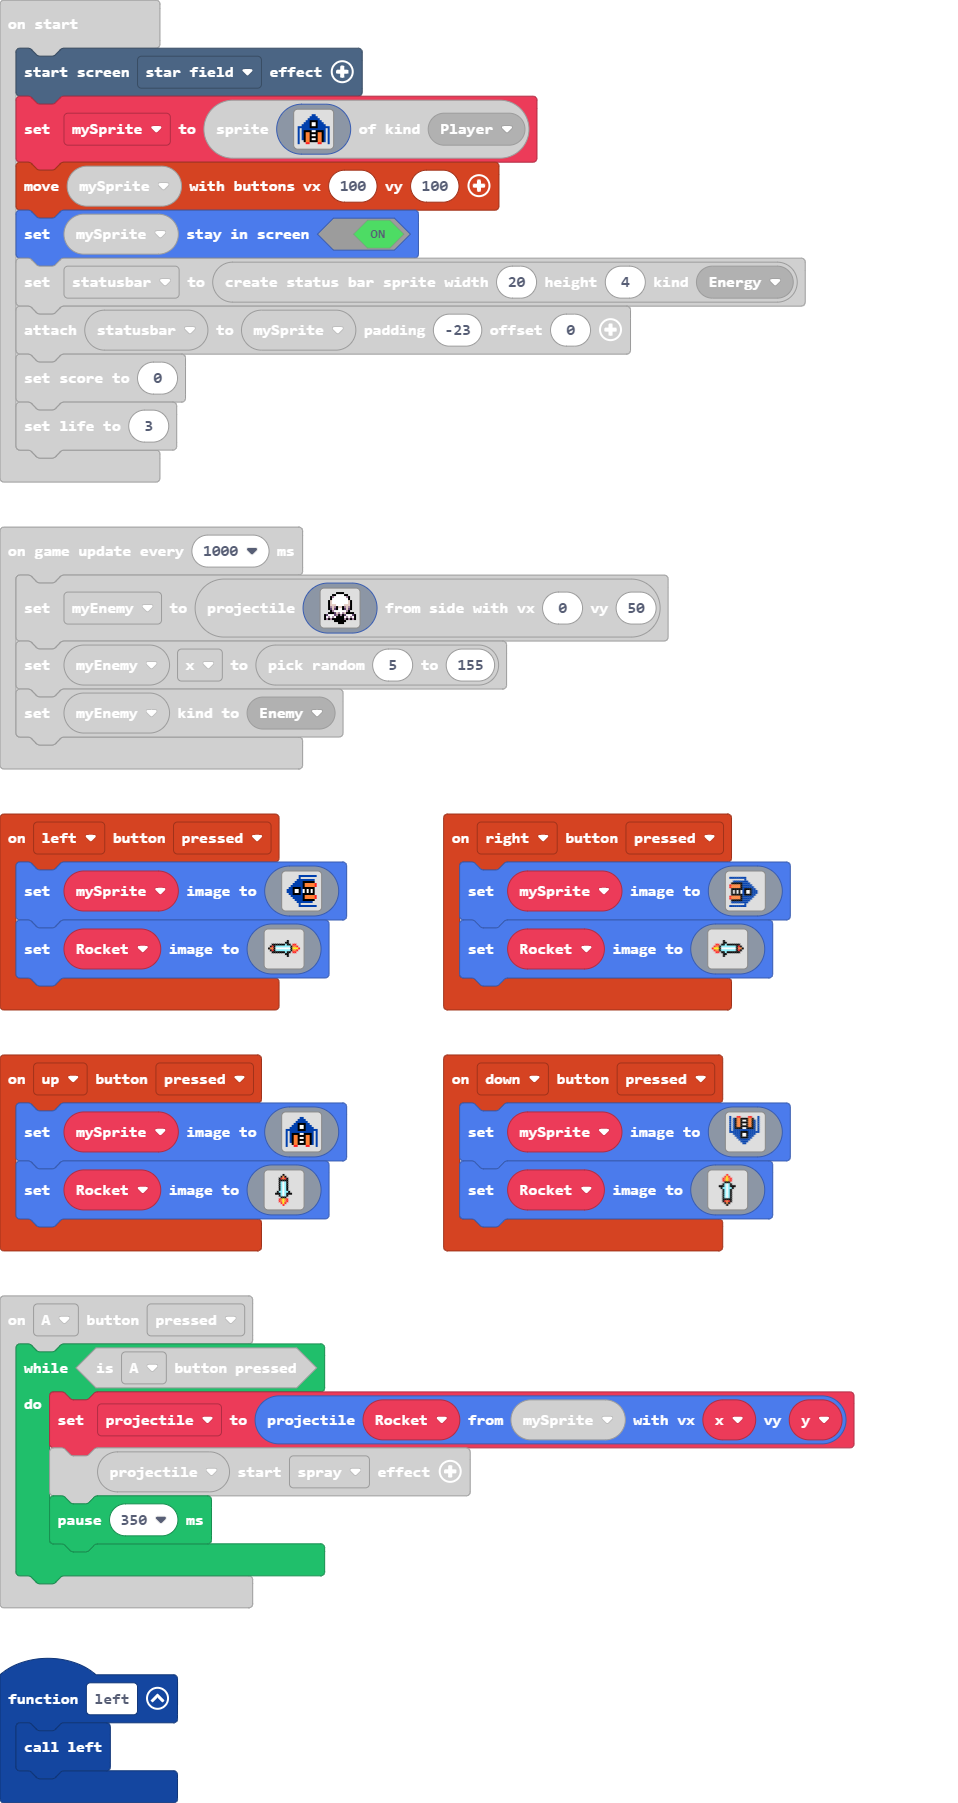 on start
start screen star field effect
set mySprite to sprite of kind Player
move mySprite with buttons vx 100 vy 100
set mySprite stay in screen ON
set statusbar to create status bar sprite width 20 height 4 kind Energy
attach statusbar to mySprite padding -23 offset 0
set score to 0
set life to 3
on game update every 1000 ms
set myEnemy to projectile from side with vx 0 vy 50
set myEnemy x to pick random 5 to 155
set myEnemy kind to Enemy
on left button pressed
set mySprite image to
set Rocket image to
on right button pressed
set mySprite image to
set Rocket image to
on up button pressed
set mySprite image to
set Rocket image to
on down button pressed
set mySprite image to
set Rocket image to
on A button pressed
while is A button pressed
do
set projectile to projectile Rocket from mySprite with vx x vy y
projectile start spray effect
pause 350 ms
function left
call left